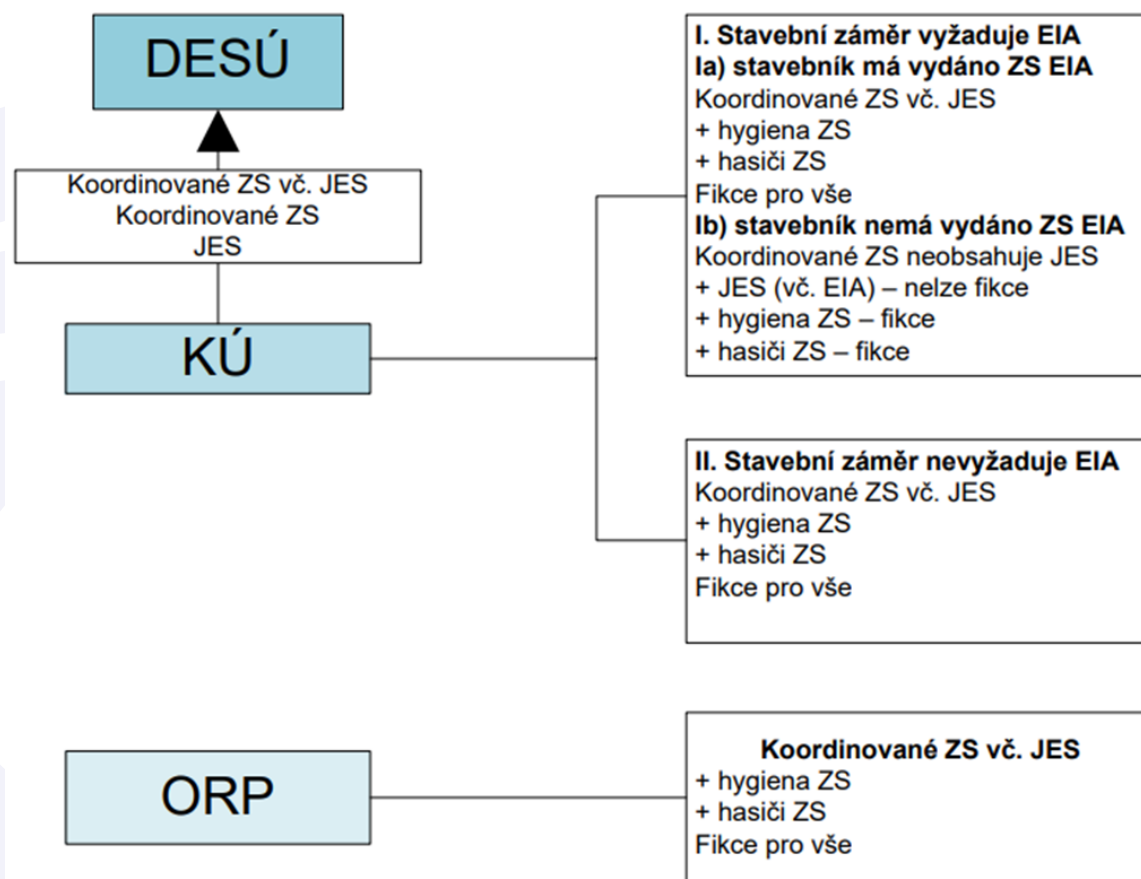 DESÚ
Koordinované ZS vč. JES
Koordinované ZS
JES
KÚ
I. Stavební záměr vyžaduje EIA
Ia) stavebník má vydáno ZS EIA
Koordinované ZS vč. JES
+ hygiena ZS
+ hasiči ZS
Fikce pro vše
Ib) stavebník nemá vydáno ZS EIA
Koordinované ZS neobsahuje JES
+ JES (vč. EIA) – nelze fikce
+ hygiena ZS – fikce
+ hasiči ZS – fikce
II. Stavební záměr nevyžaduje EIA
Koordinované ZS vč. JES
+ hygiena ZS
+ hasiči ZS
Fikce pro vše
ORP
Koordinované ZS vč. JES
+ hygiena ZS
+ hasiči ZS
Fikce pro vše